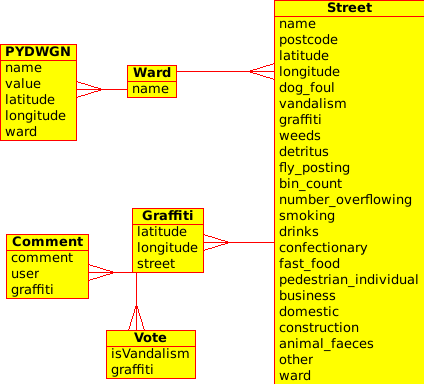 PYDWGN
name
value
latitude
longitude
ward
Ward
name
Street
name
postcode
latitude
longitude
dog_foul
vandalism
graffiti
weeds
detritus
fly_posting
bin_count
number_overflowing
smoking
drinks
confectionary
fast_food
pedestrian_individual
business
domestic
construction
animal_faeces
other
ward
Graffiti
latitude
longitude
street
Comment
comment
user
graffiti
Vote
isVandalism
graffiti